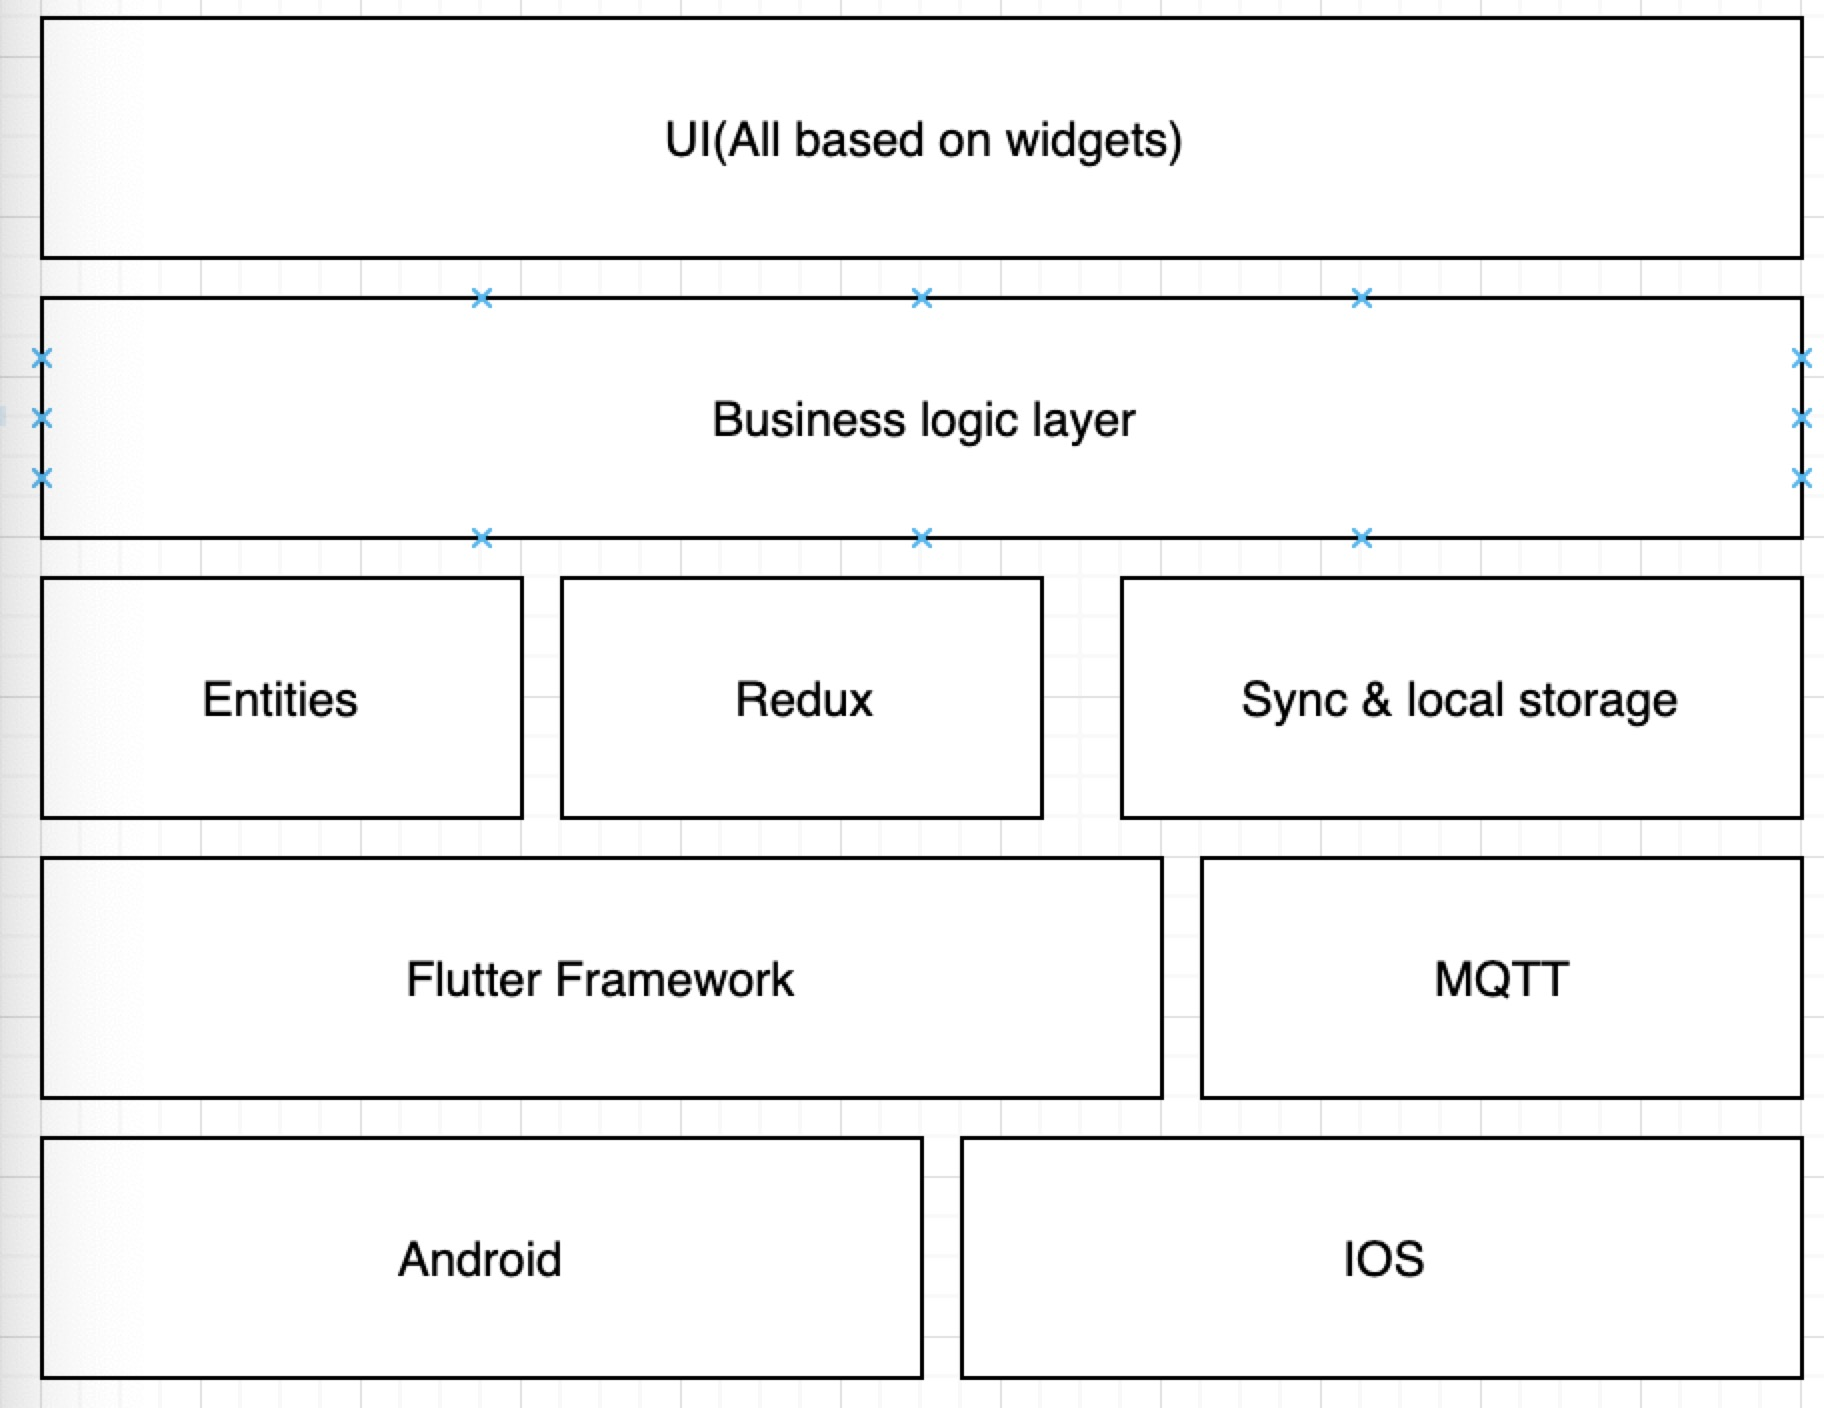 UI(All based on widgets)
Business logic layer
Entities
Redux
Sync & local storage
Flutter Framework
MQTT
Android
IOS